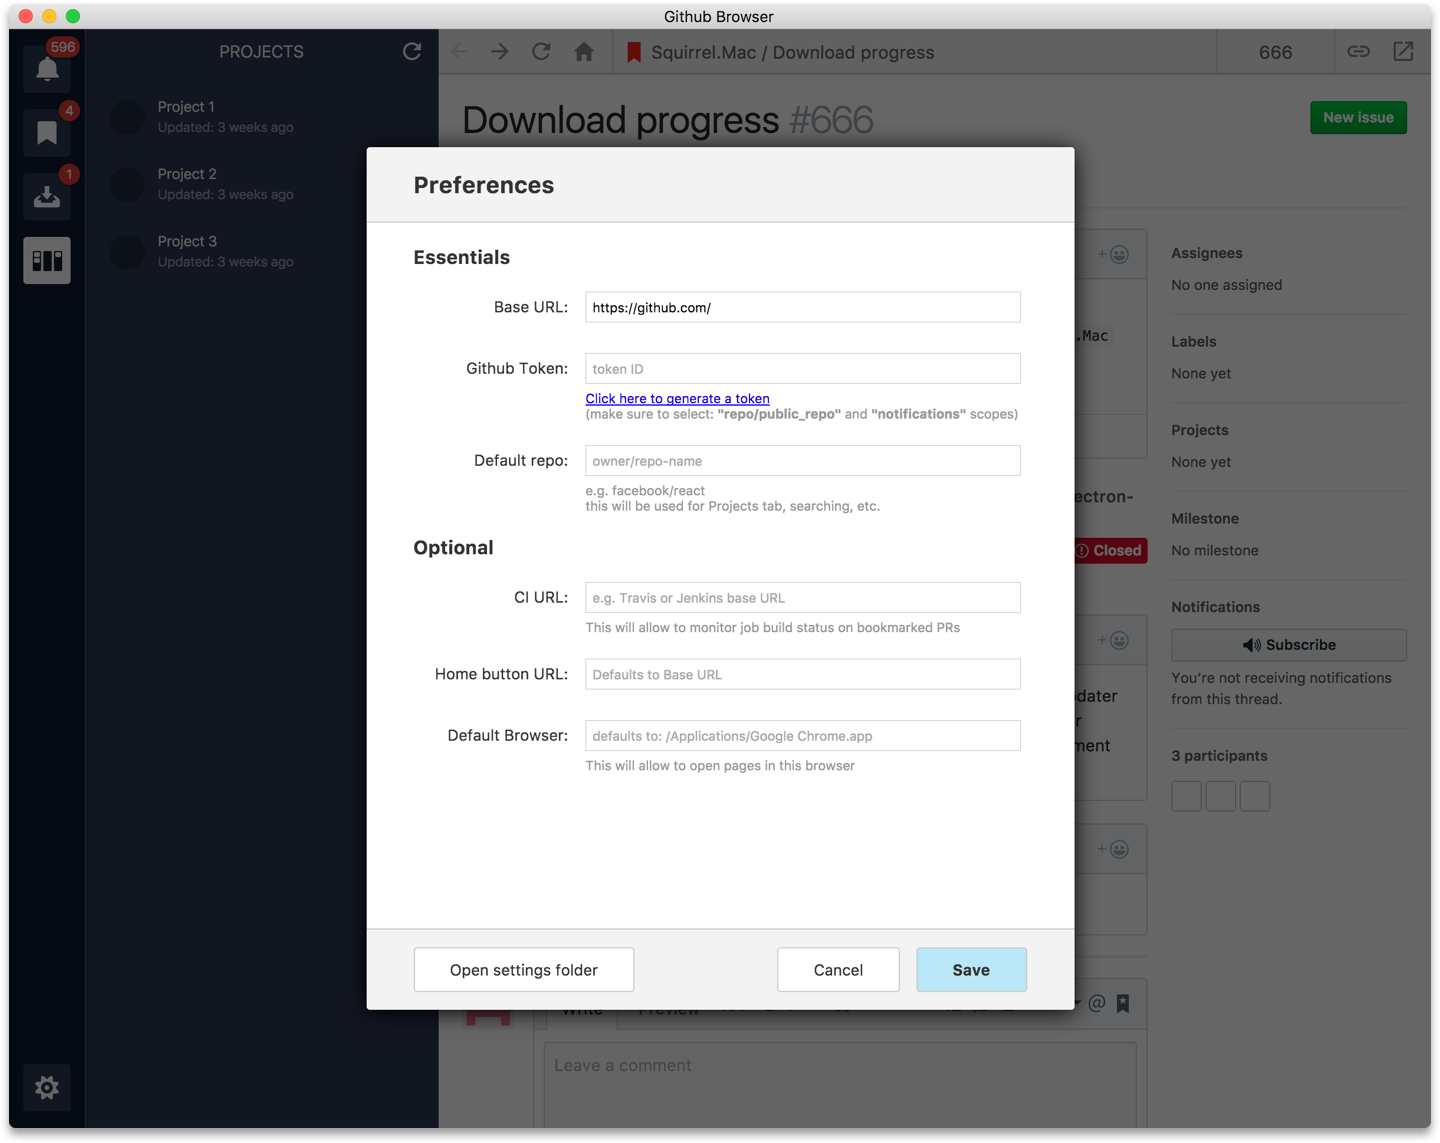 Github Browser
596
4
1
PROJECTS
Project 1
Updated: 3 weeks ago
Project 2
Updated: 3 weeks ago
Project 3
Updated: 3 weeks ago
Squirrel.Mac / Download progress
666
Download progress #666
New issue
Preferences
Essentials
Base URL: https://github.com/
Github Token: token ID
Click here to generate a token
(make sure to select: "repo/public_repo" and "notifications" scopes)
Default repo: owner/repo-name
e.g. facebook/react
this will be used for Projects tab, searching, etc.
Optional
CI URL: e.g. Travis or Jenkins base URL
This will allow to monitor job build status on bookmarked PRs
Home button URL: Defaults to Base URL
Default Browser: defaults to: /Applications/Google Chrome.app
This will allow to open pages in this browser
Open settings folder
Cancel
Save
.Mac
ectron-
Closed
dater
r
ment
Assignees
No one assigned
Labels
None yet
Projects
None yet
Milestone
No milestone
Notifications
Subscribe
You're not receiving notifications
from this thread.
3 participants
Write
Preview
Leave a comment